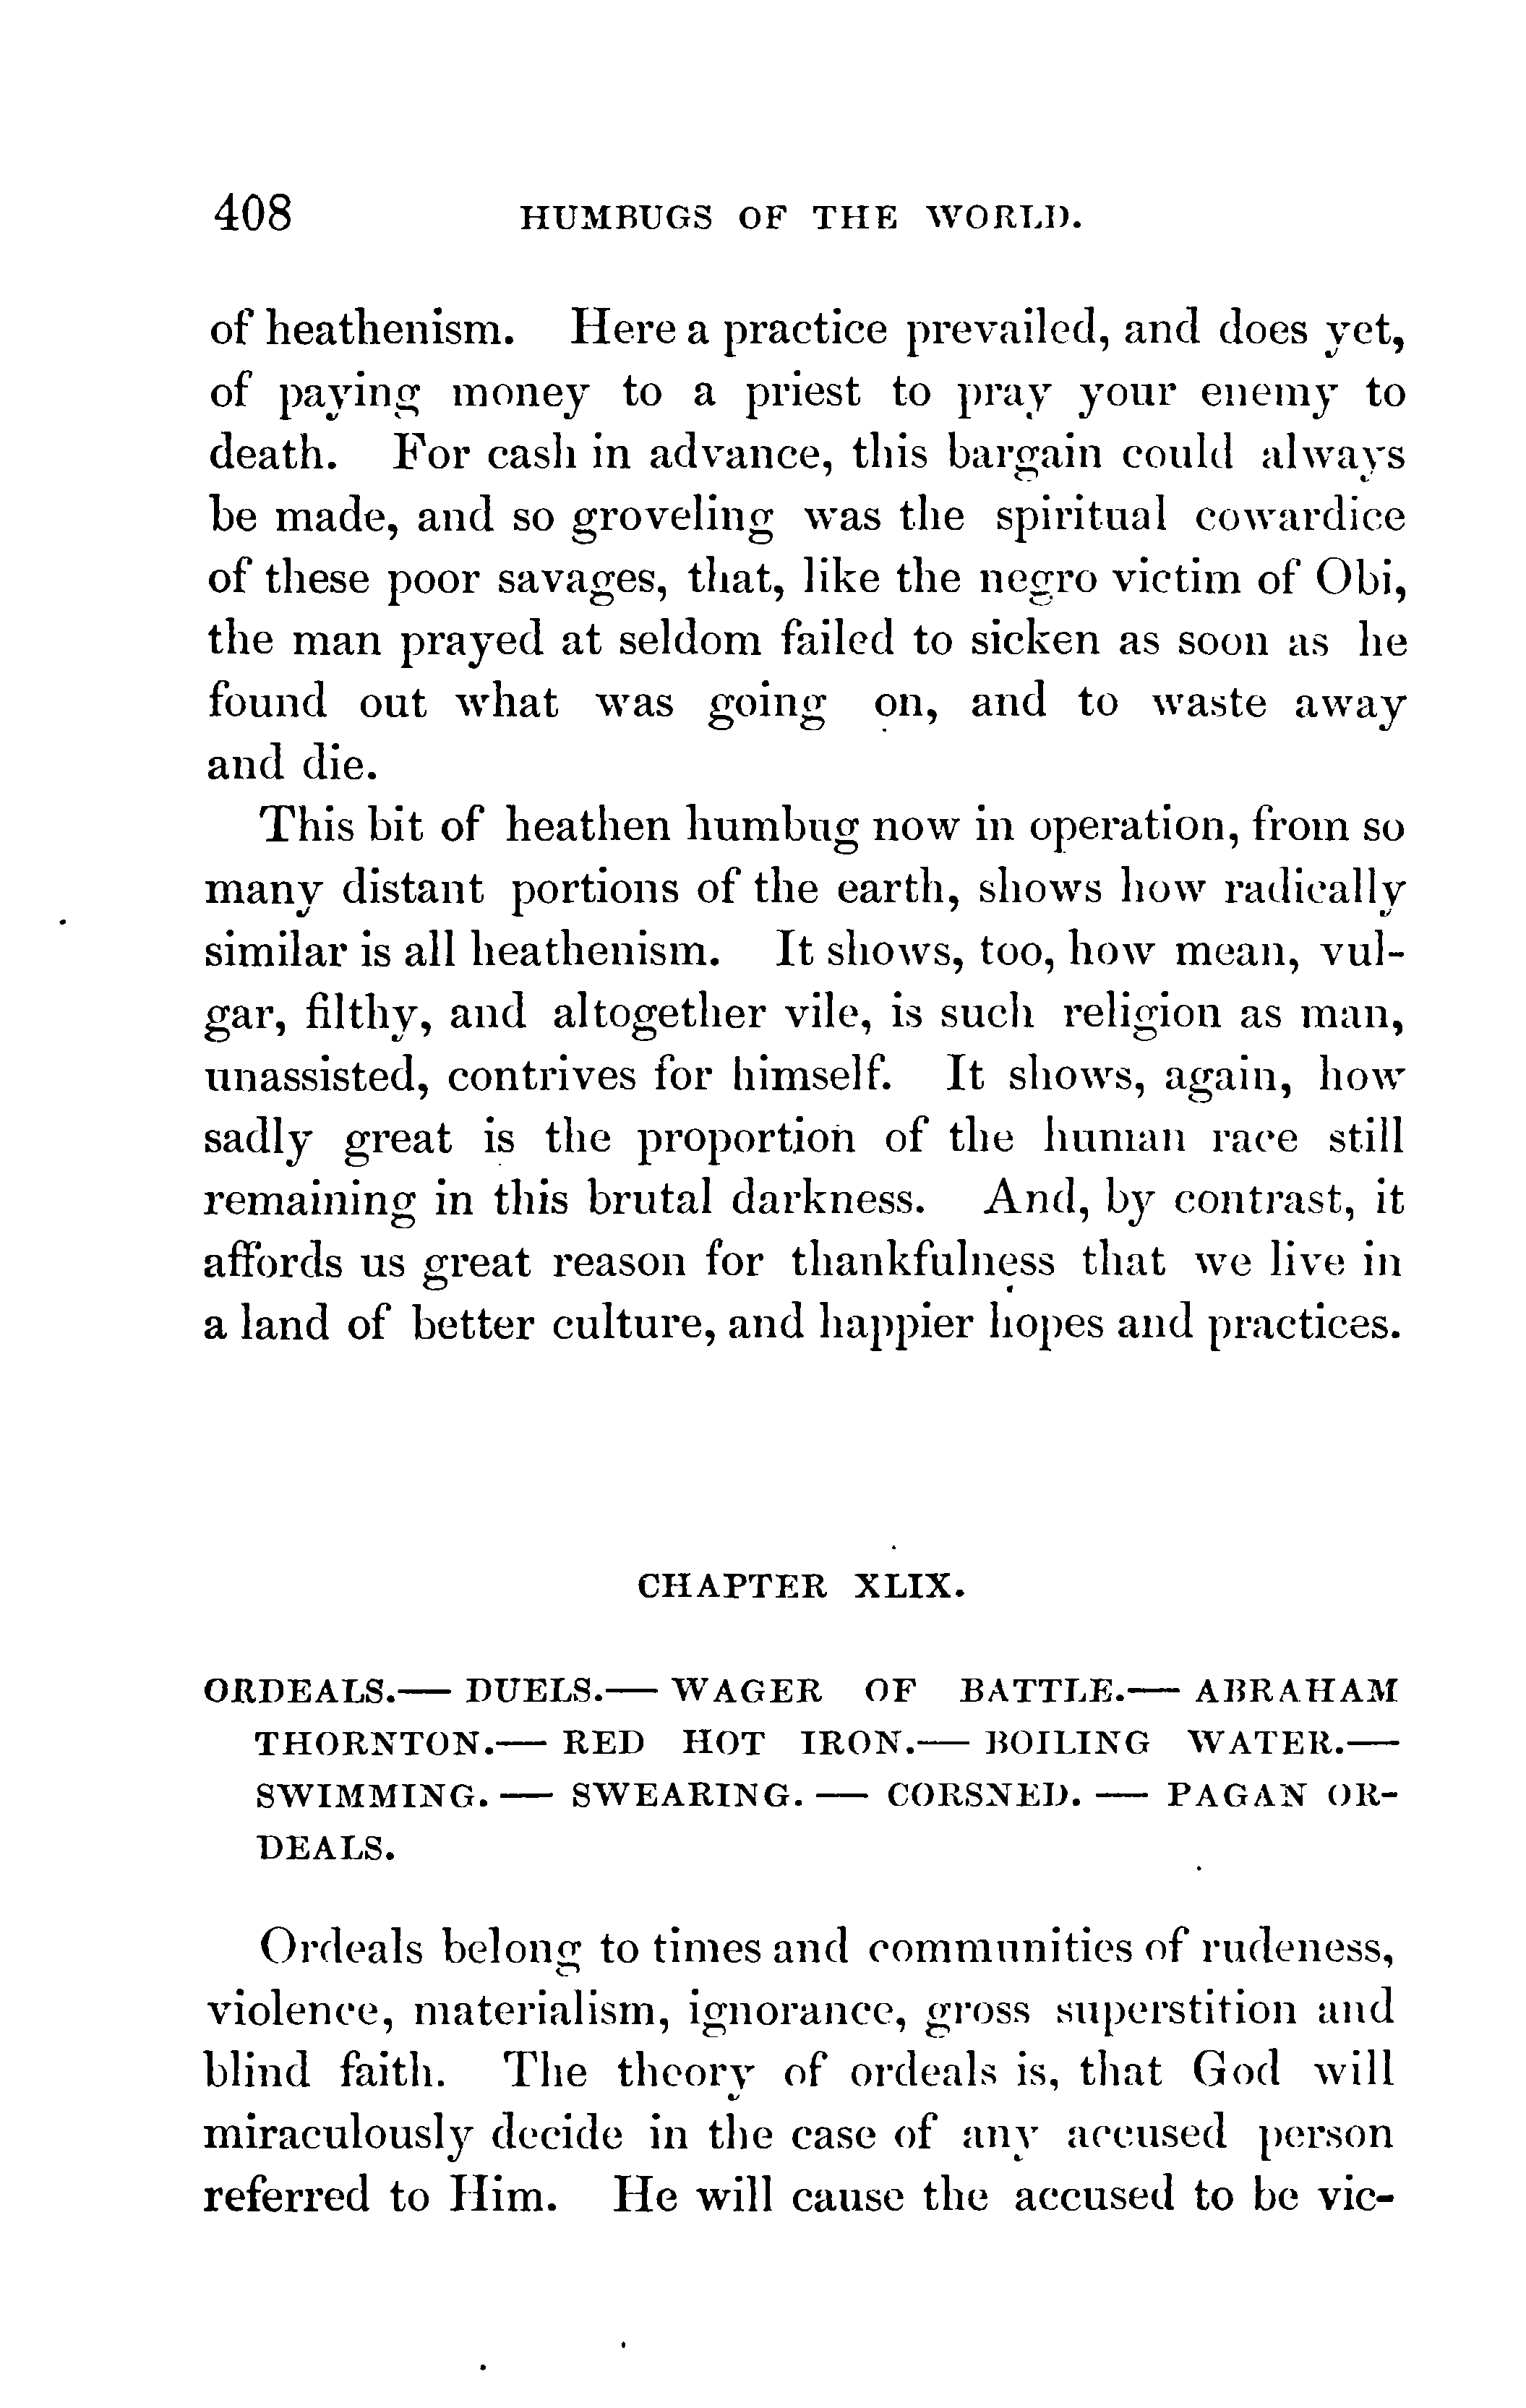 408 HUMBUGS OF THE WORLD.
of heathenism. Here a practice prevailed, and does yet,
of paying money to a priest to pray your enemy to
death. For cash in advance, this bargain could always
be made, and so groveling was the spiritual cowardice
of these poor savages, that, like the negro victim of Obi,
the man prayed at seldom failed to sicken as soon as he
found out what was going on, and to waste away
and die.
This bit of heathen humbug now in operation, from so
many distant portions of the earth, shows how radically
similar is all heathenism. It shows, too, how mean, vul-
gar, filthy, and altogether vile, is such religion as man,
unassisted, contrives for himself. It shows, again, how
sadly great is the proportion of the human race still
remaining in this brutal darkness. And, by contrast, it
affords us great reason for thankfulness that we live in
a land of better culture, and happier hopes and practices.
CHAPTER XLIX.
ORDEALS.— DUELS.— WAGER OF BATTLE.— ABRAHAM
THORNTON.— RED HOT IRON.— BOILING WATER.—
SWIMMING. — SWEARING. — CORSNED. — PAGAN OR-
DEALS.
Ordeals belong to times and communities of rudeness,
violence, materialism, ignorance, gross superstition and
blind faith. The theory of ordeals is, that God will
miraculously decide in the case of any accused person
referred to Him. He will cause the accused to be vic-